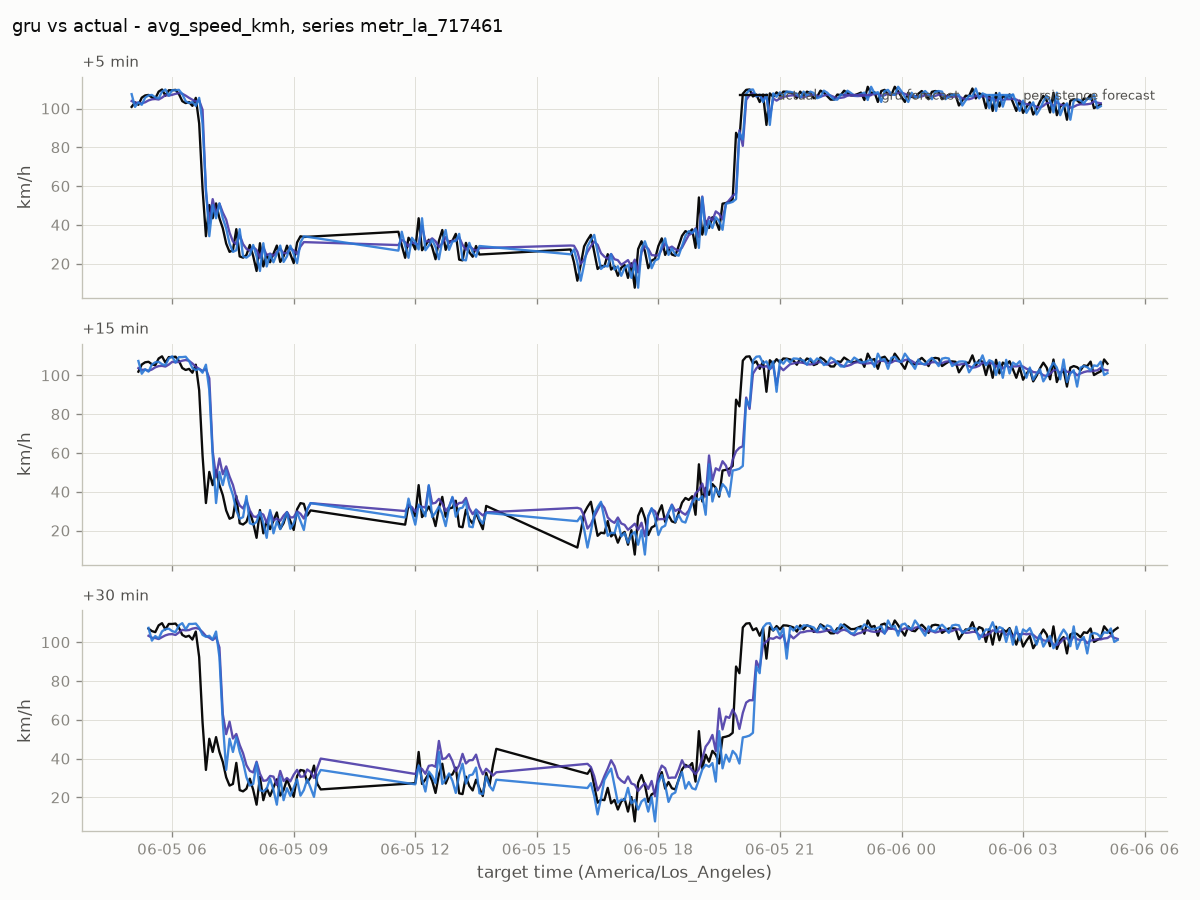 gru vs actual - avg_speed_kmh, series metr_la_717461
+5 min
actual gru forecast persistence forecast
100
80
60
40
20
km/h
+15 min
100
80
60
40
20
km/h
+30 min
100
80
60
40
20
km/h
06-05 06 06-05 09 06-05 12 06-05 15 06-05 18 06-05 21 06-06 00 06-06 03 06-06 06
target time (America/Los_Angeles)